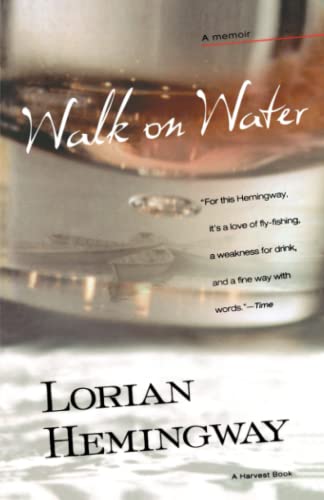 A memoir
Walk on Water
"For this Hemingway,
it's a love of fly-fishing,
a weakness for drink,
and a fine way with
words."—Time
LORIAN
HEMINGWAY
A Harvest Book